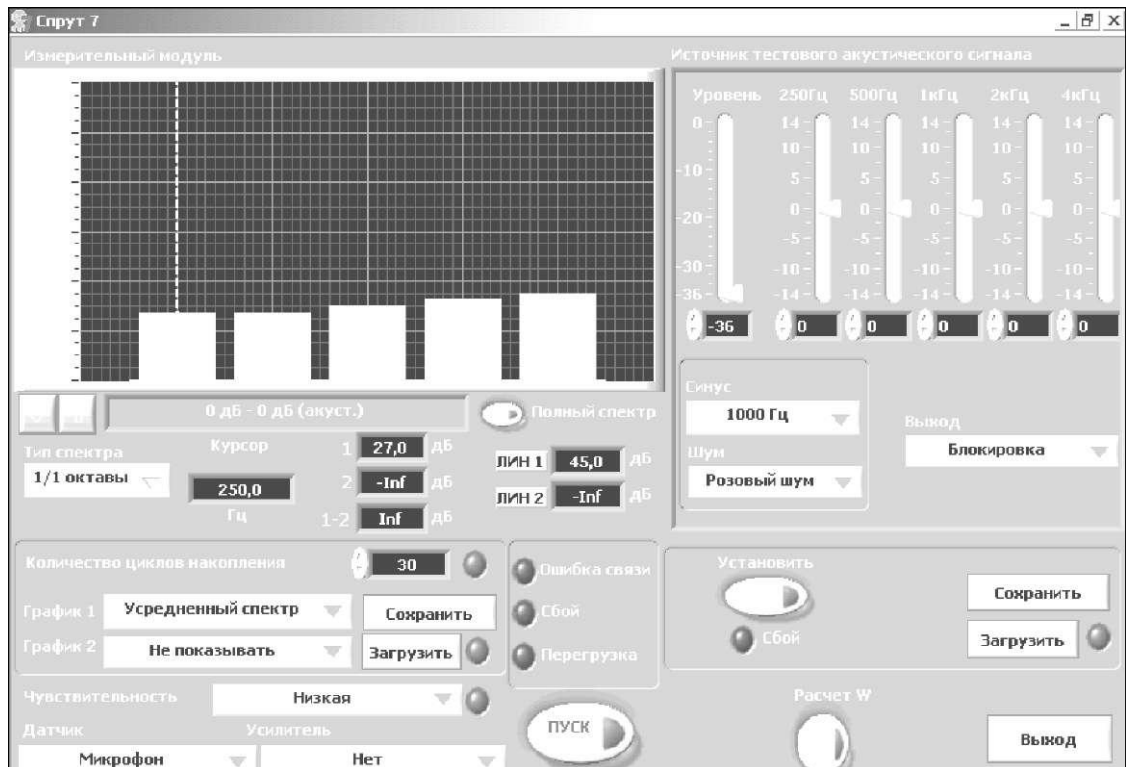 Спрут 7
Измерительный модуль
0 дБ - 0 дБ (акуст.)
Полный спектр
Тип спектра
1/1 октавы
Курсор
250,0
Гц
1 27,0 дБ
2 -Inf дБ
1-2 Inf дБ
ЛИН 1 45,0 дБ
ЛИН 2 -Inf дБ
Источник тестового акустического сигнала
Уровень 250Гц 500Гц 1кГц 2кГц 4кГц
0 14 14 14 14 14
10 10 10 10 10
-10 5 5 5 5 5
-20 0 0 0 0 0
-5 -5 -5 -5 -5
-30 -10 -10 -10 -10 -10
-36 -14 -14 -14 -14 -14
-36 0 0 0 0 0
Синус
1000 Гц
Шум
Розовый шум
Выход
Блокировка
Количество циклов накопления 30
График 1 Усредненный спектр Сохранить
График 2 Не показывать Загрузить
Ошибка связи
Сбой
Перегрузка
Установить
Сбой
Сохранить
Загрузить
Чувствительность Низкая
Датчик Усилитель
Микрофон Нет
ПУСК
Расчет W
Выход